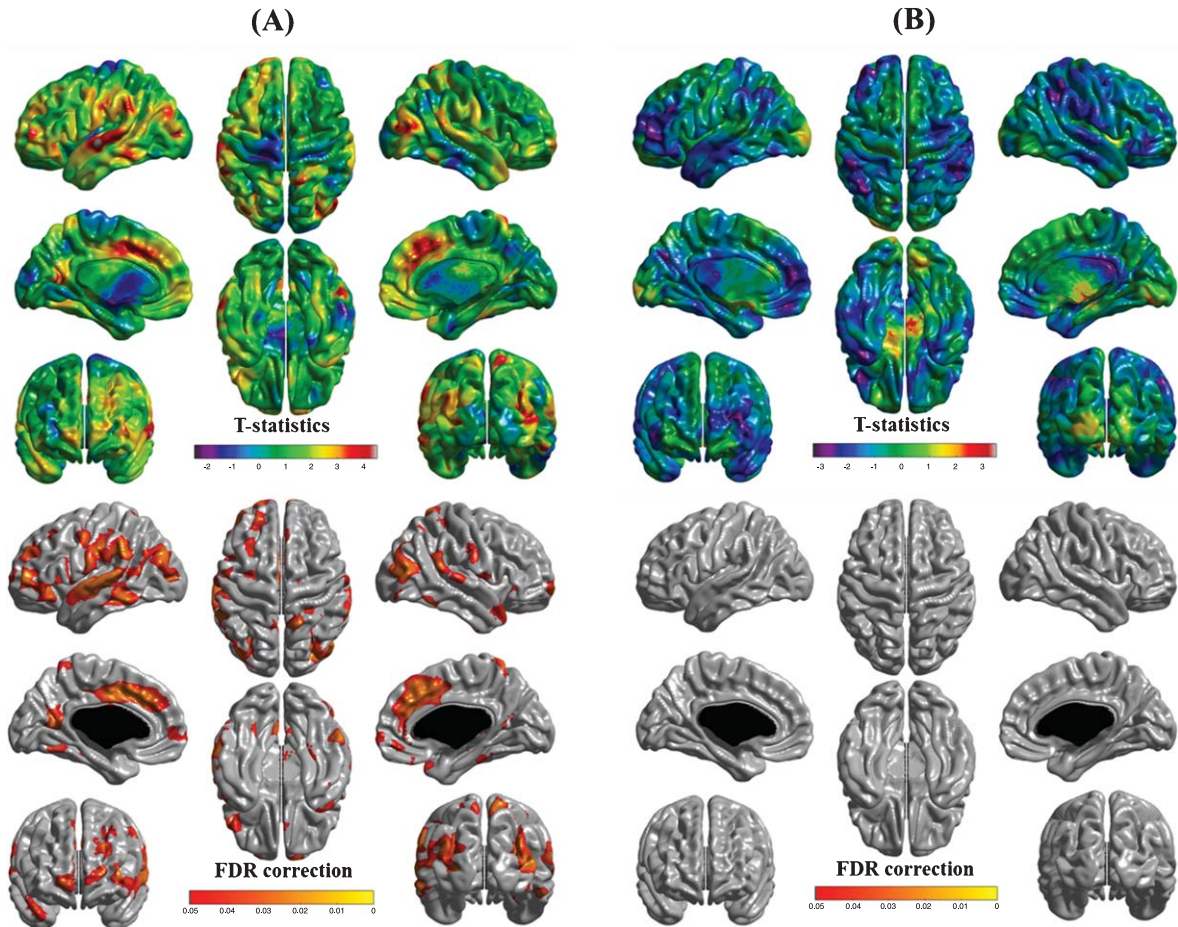 (A)
(B)
T-statistics
-2 -1 0 1 2 3 4
T-statistics
-3 -2 -1 0 1 2 3
FDR correction
0.05 0.04 0.03 0.02 0.01 0
FDR correction
0.05 0.04 0.03 0.02 0.01 0